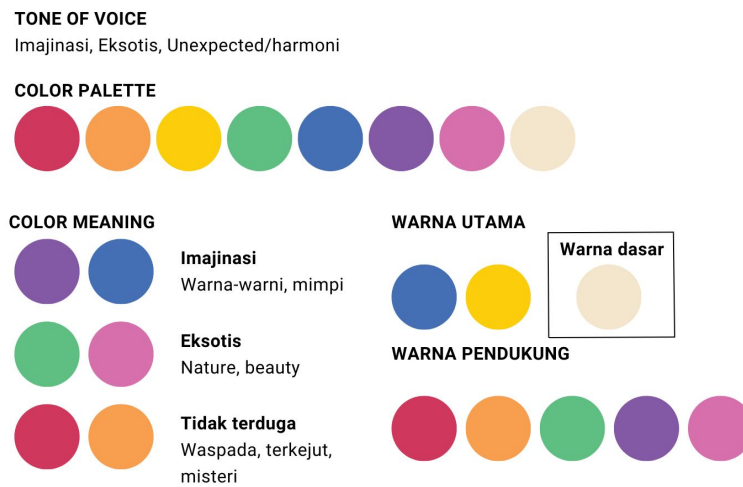 TONE OF VOICE
Imajinasi, Eksotis, Unexpected/harmoni
COLOR PALETTE
COLOR MEANING
Imajinasi
Warna-warni, mimpi
Eksotis
Nature, beauty
Tidak terduga
Waspada, terkejut,
misteri
WARNA UTAMA
Warna dasar
WARNA PENDUKUNG